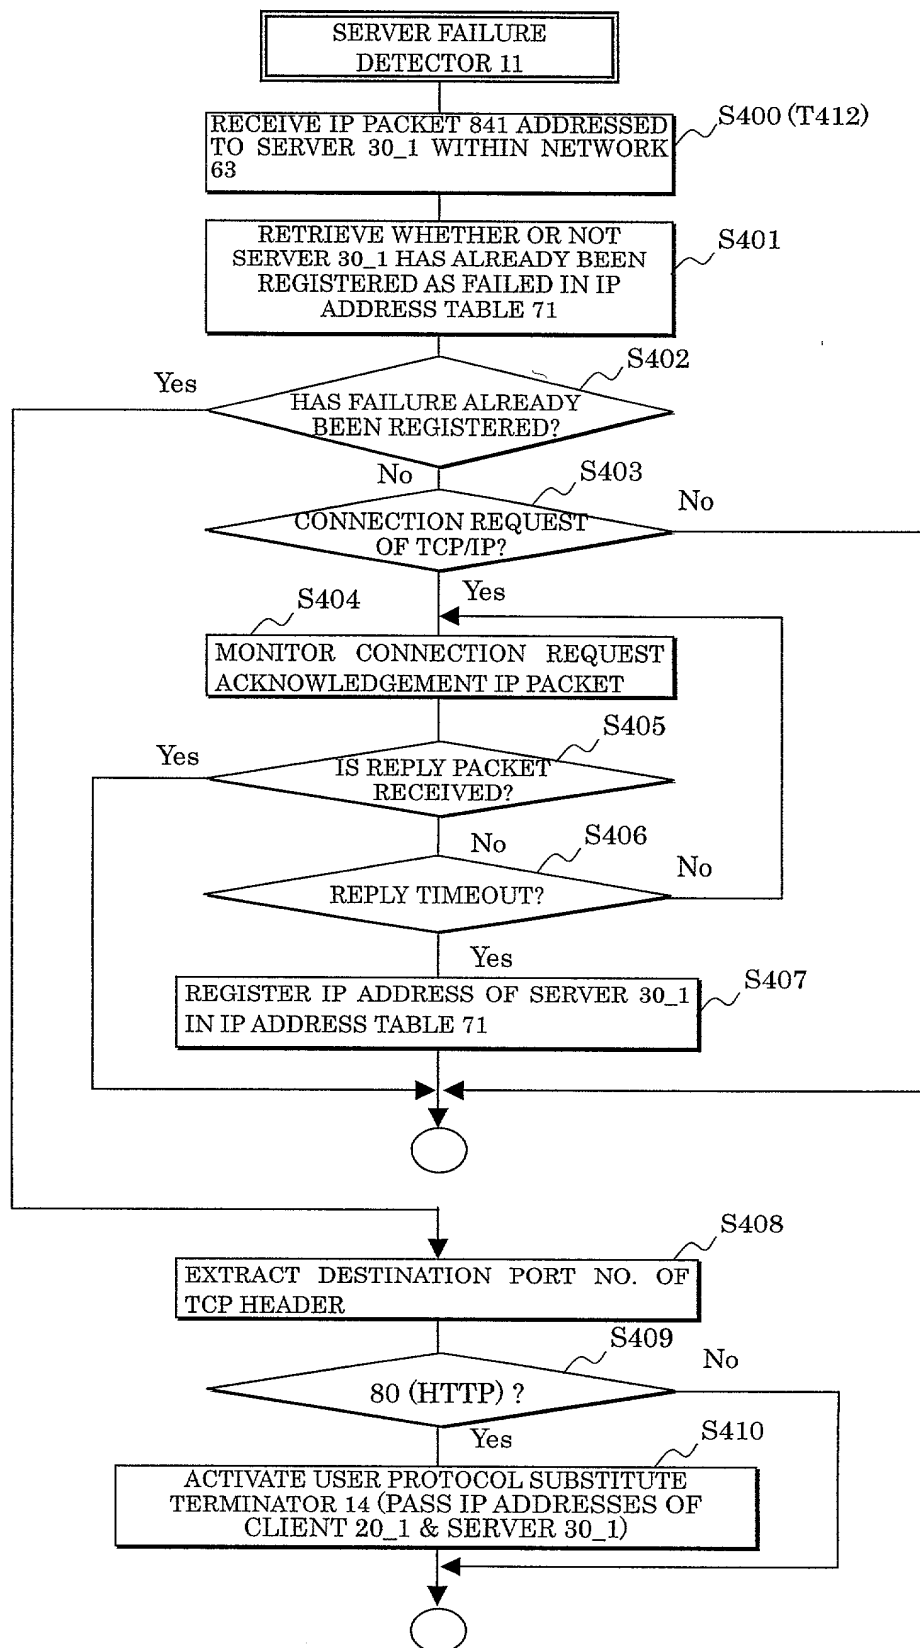 SERVER FAILURE
DETECTOR 11
S400 (T412)
RECEIVE IP PACKET 841 ADDRESSED
TO SERVER 30_1 WITHIN NETWORK
63
S401
RETRIEVE WHETHER OR NOT
SERVER 30_1 HAS ALREADY BEEN
REGISTERED AS FAILED IN IP
ADDRESS TABLE 71
S402
Yes
HAS FAILURE ALREADY
BEEN REGISTERED?
No
S403
No
CONNECTION REQUEST
OF TCP/IP?
Yes
S404
MONITOR CONNECTION REQUEST
ACKNOWLEDGEMENT IP PACKET
S405
Yes
IS REPLY PACKET
RECEIVED?
No
S406
No
REPLY TIMEOUT?
Yes
S407
REGISTER IP ADDRESS OF SERVER 30_1
IN IP ADDRESS TABLE 71
S408
EXTRACT DESTINATION PORT NO. OF
TCP HEADER
S409
No
80 (HTTP) ?
Yes
S410
ACTIVATE USER PROTOCOL SUBSTITUTE
TERMINATOR 14 (PASS IP ADDRESSES OF
CLIENT 20_1 & SERVER 30_1)